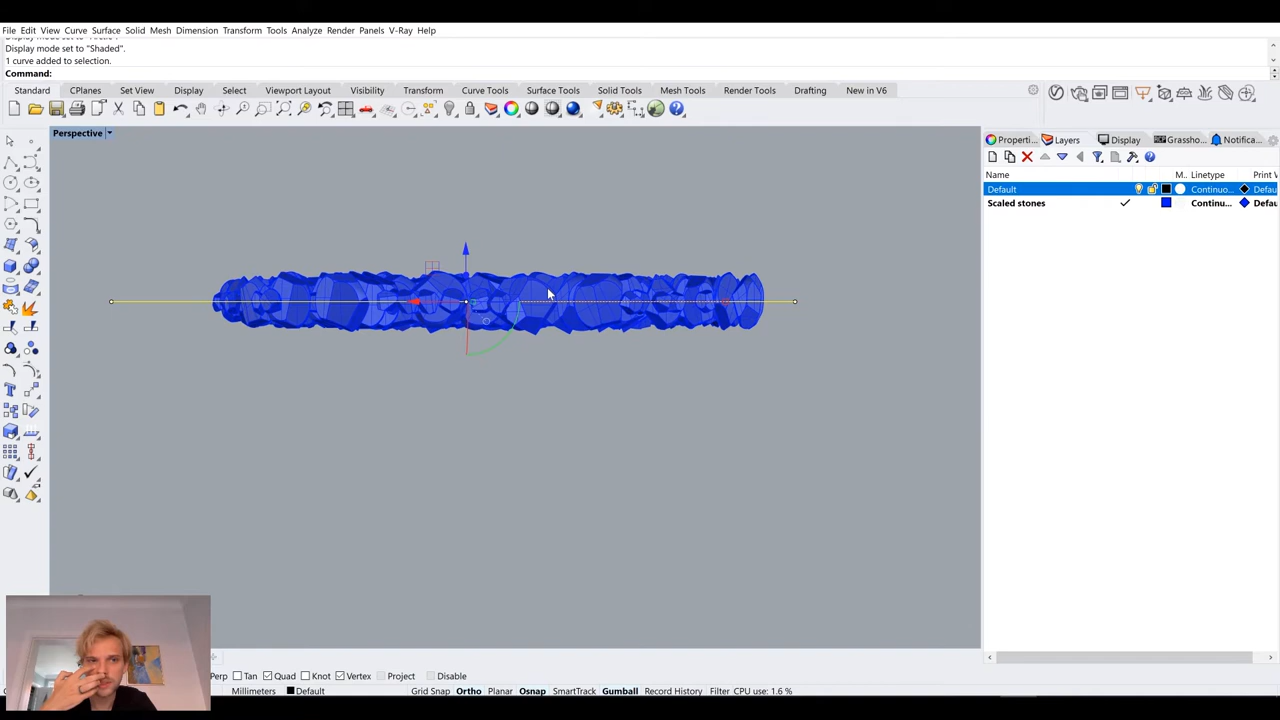 File Edit View Curve Surface Solid Mesh Dimension Transform Tools Analyze Render Panels V-Ray Help
Display mode set to "Shaded".
1 curve added to selection.
Command:
Standard CPlanes Set View Display Select Viewport Layout Visibility Transform Curve Tools Surface Tools Solid Tools Mesh Tools Render Tools Drafting New in V6
Perspective
Properti... Layers Display Grassho... Notifica...
Name M.. Linetype Print V
Default Continuo... Defau
Scaled stones Continu... Defau
Perp Tan Quad Knot Vertex Project Disable
Millimeters Default Grid Snap Ortho Planar Osnap SmartTrack Gumball Record History Filter CPU use: 1.6 %